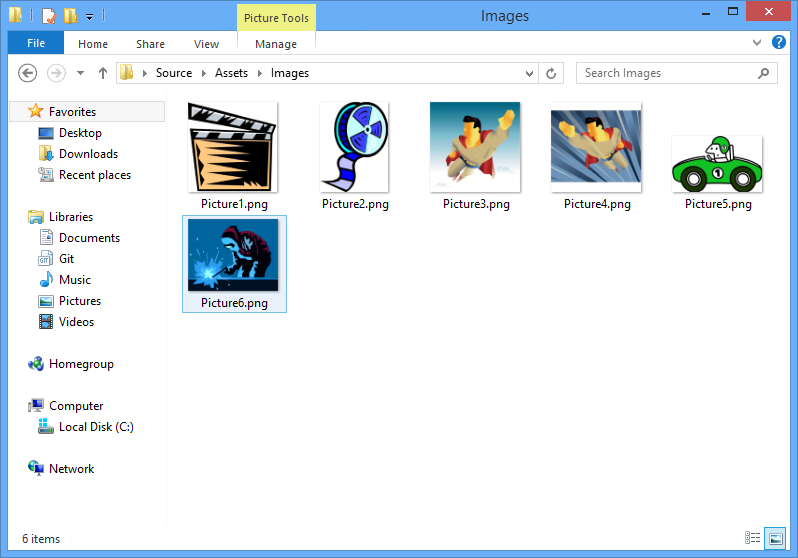 Picture Tools
Images
File
Home
Share
View
Manage
Source
Assets
Images
Search Images
Favorites
Desktop
Downloads
Recent places
Libraries
Documents
Git
Music
Pictures
Videos
Homegroup
Computer
Local Disk (C:)
Network
Picture1.png
Picture2.png
Picture3.png
Picture4.png
1
Picture5.png
Picture6.png
6 items